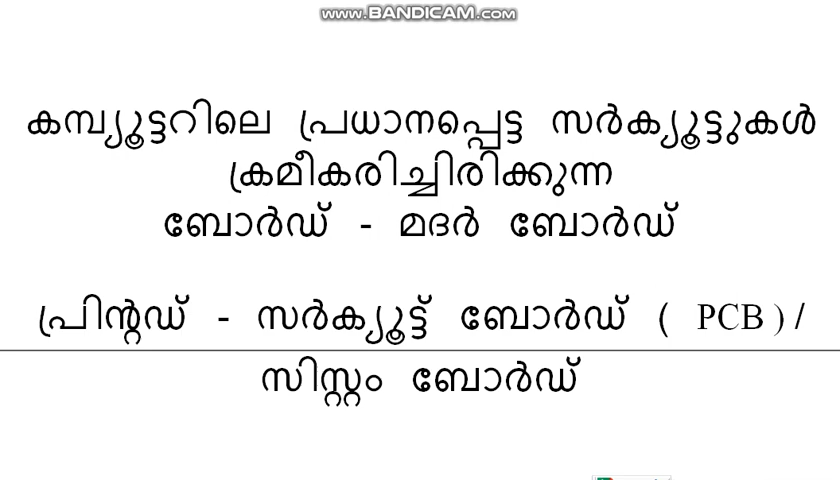 www.BANDICAM.com
കമ്പ്യൂട്ടറിലെ പ്രധാനപ്പെട്ട സർക്യൂട്ടുകൾ
ക്രമീകരിച്ചിരിക്കുന്ന
ബോർഡ് - മദർ ബോർഡ്
പ്രിന്റഡ് - സർക്യൂട്ട് ബോർഡ് ( PCB ) /
സിസ്റ്റം ബോർഡ്